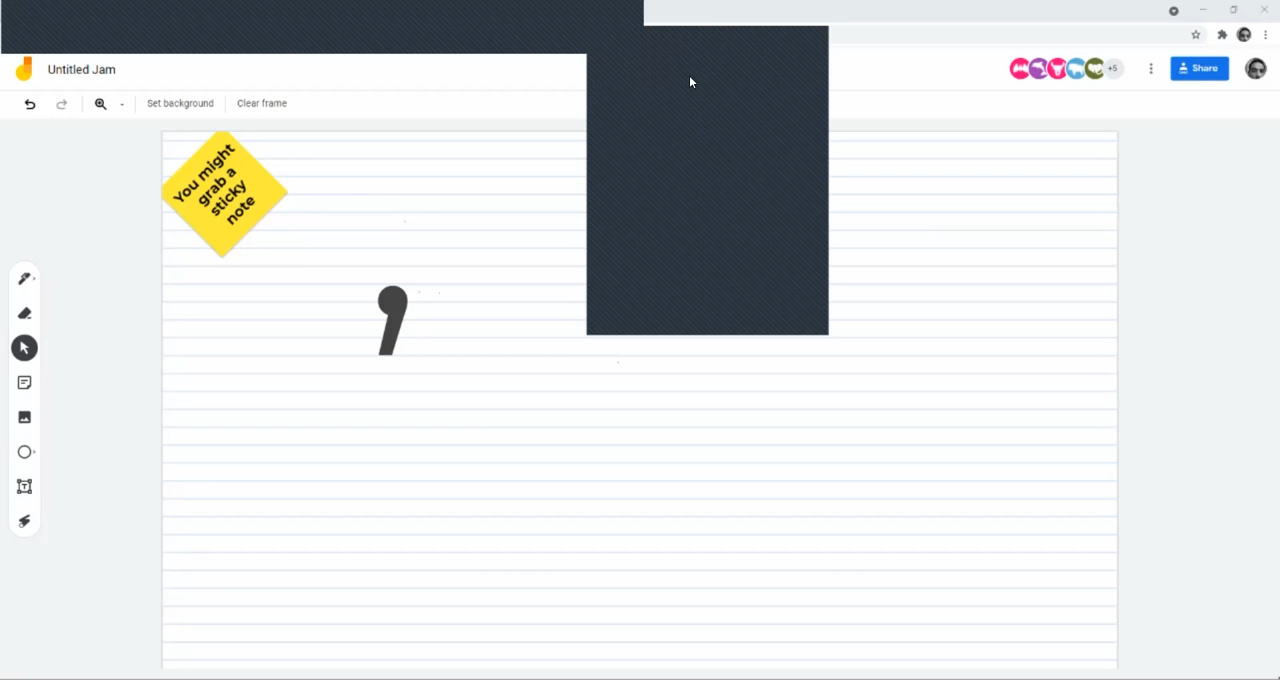 Untitled Jam
+5
Share
Set background
Clear frame
You might
grab a
sticky
note
,